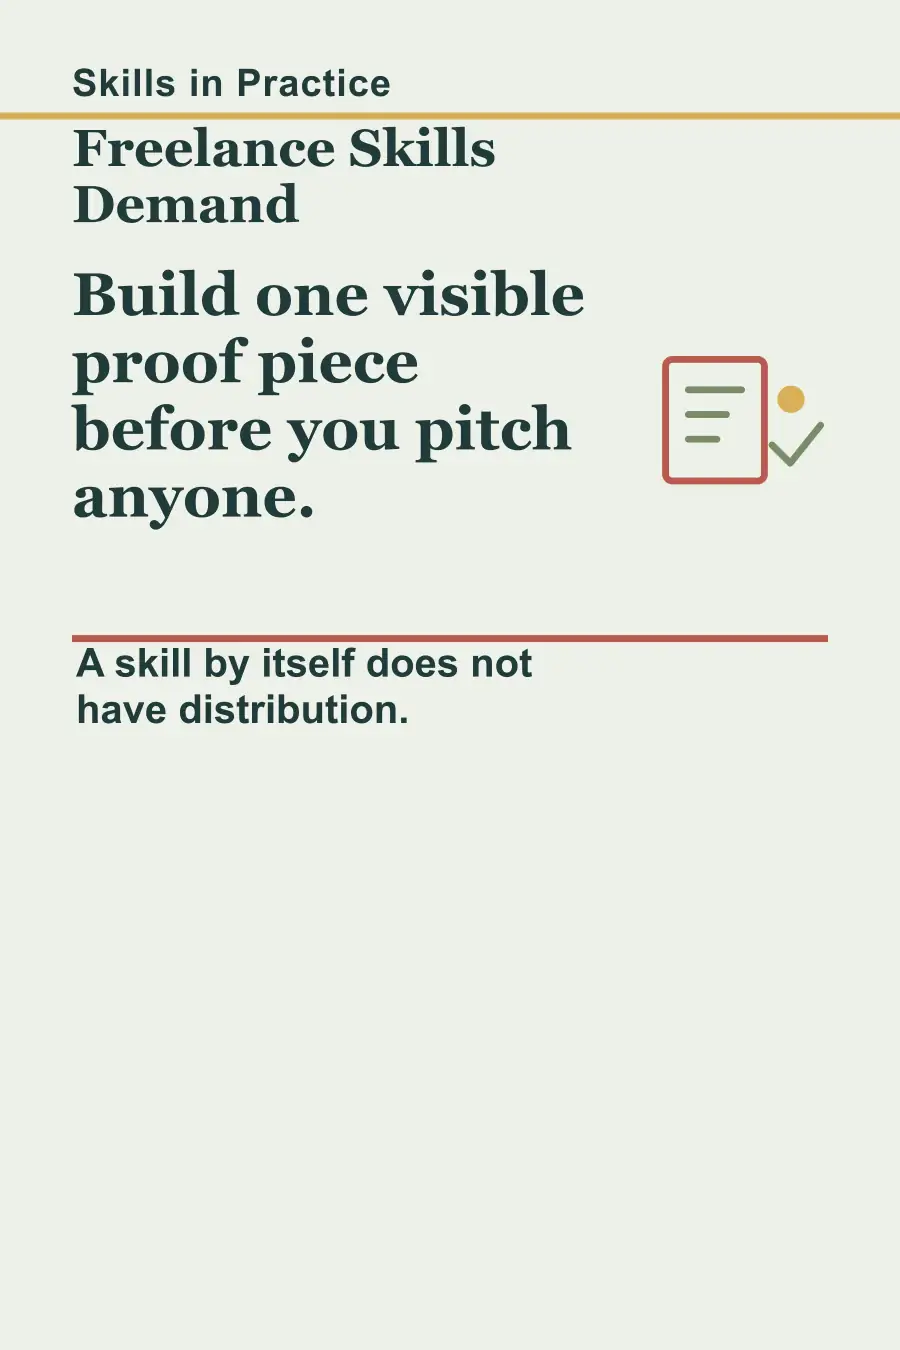 Skills in Practice
Freelance Skills
Demand
Build one visible
proof piece
before you pitch
anyone.
A skill by itself does not
have distribution.